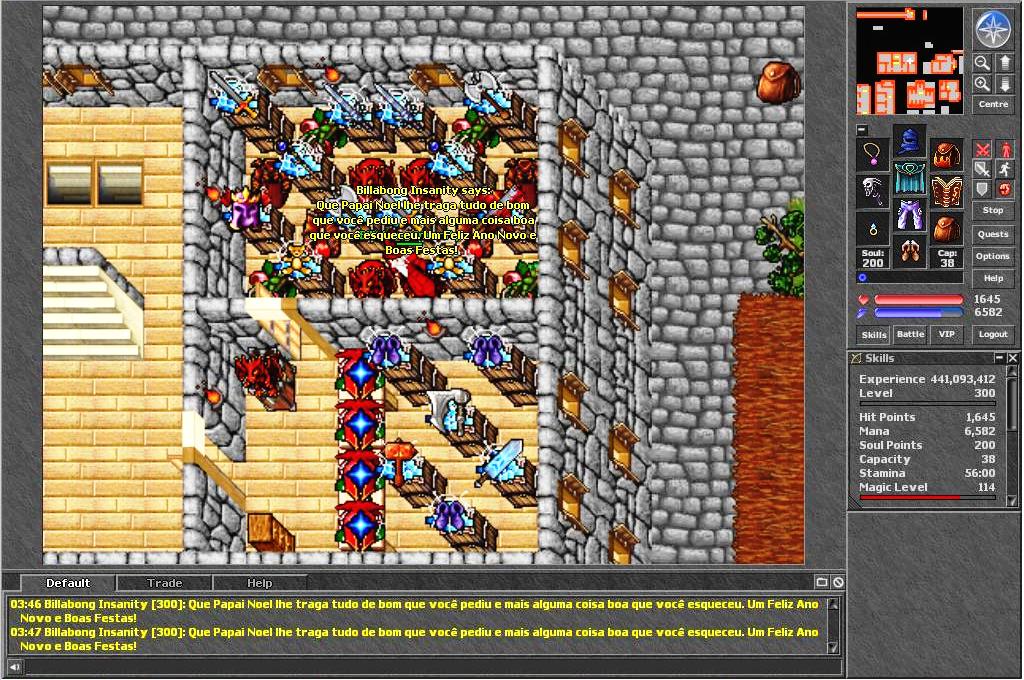 Billabong Insanity says:
Que Papai Noel lhe traga tudo de bom
que você pediu e mais alguma coisa boa
que você esqueceu. Um Feliz Ano Novo e
Boas Festas!
Centre
Stop
Quests
Options
Help
Soul:
200
Cap:
38
1645
6582
Skills
Battle
VIP
Logout
Skills
Experience 441,093,412
Level 300
Hit Points 1,645
Mana 6,582
Soul Points 200
Capacity 38
Stamina 56:00
Magic Level 114
Default
Trade
Help
03:46 Billabong Insanity [300]: Que Papai Noel lhe traga tudo de bom que você pediu e mais alguma coisa boa que você esqueceu. Um Feliz Ano
Novo e Boas Festas!
03:47 Billabong Insanity [300]: Que Papai Noel lhe traga tudo de bom que você pediu e mais alguma coisa boa que você esqueceu. Um Feliz Ano
Novo e Boas Festas!